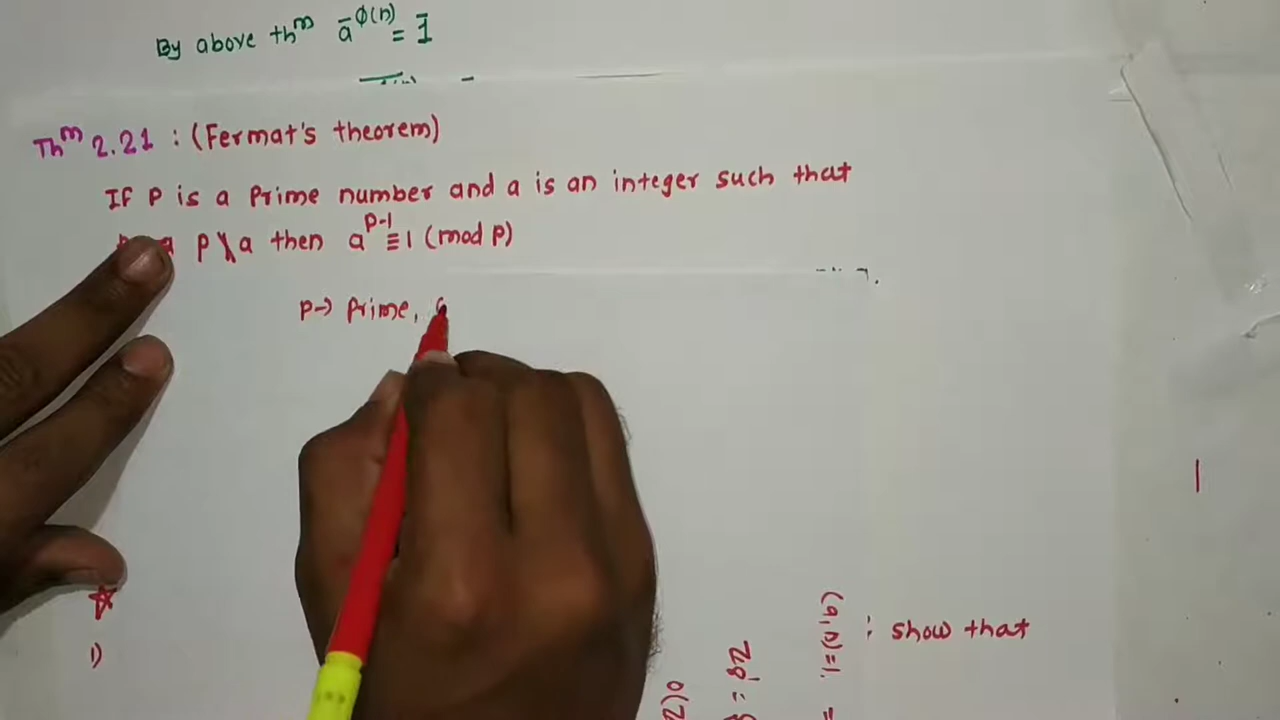 By above thᵐ ā^ϕ(n) = 1̄
Thᵐ 2.21 : (Fermat's theorem)
If P is a Prime number and a is an integer such that
P∤a then a^P-1 ≡ 1 (mod P)
P→ Prime,
1)
(a,n)=1.
: show that